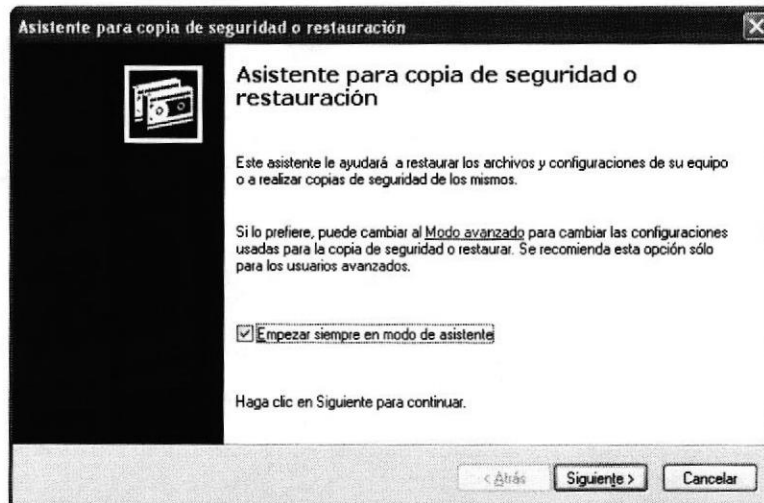 Asistente para copia de seguridad o restauración
Asistente para copia de seguridad o
restauración
Este asistente le ayudará a restaurar los archivos y configuraciones de su equipo
o a realizar copias de seguridad de los mismos.
Si lo prefiere, puede cambiar al Modo avanzado para cambiar las configuraciones
usadas para la copia de seguridad o restaurar. Se recomienda esta opción sólo
para los usuarios avanzados.
Empezar siempre en modo de asistente
Haga clic en Siguiente para continuar.
< Atrás Siguiente > Cancelar